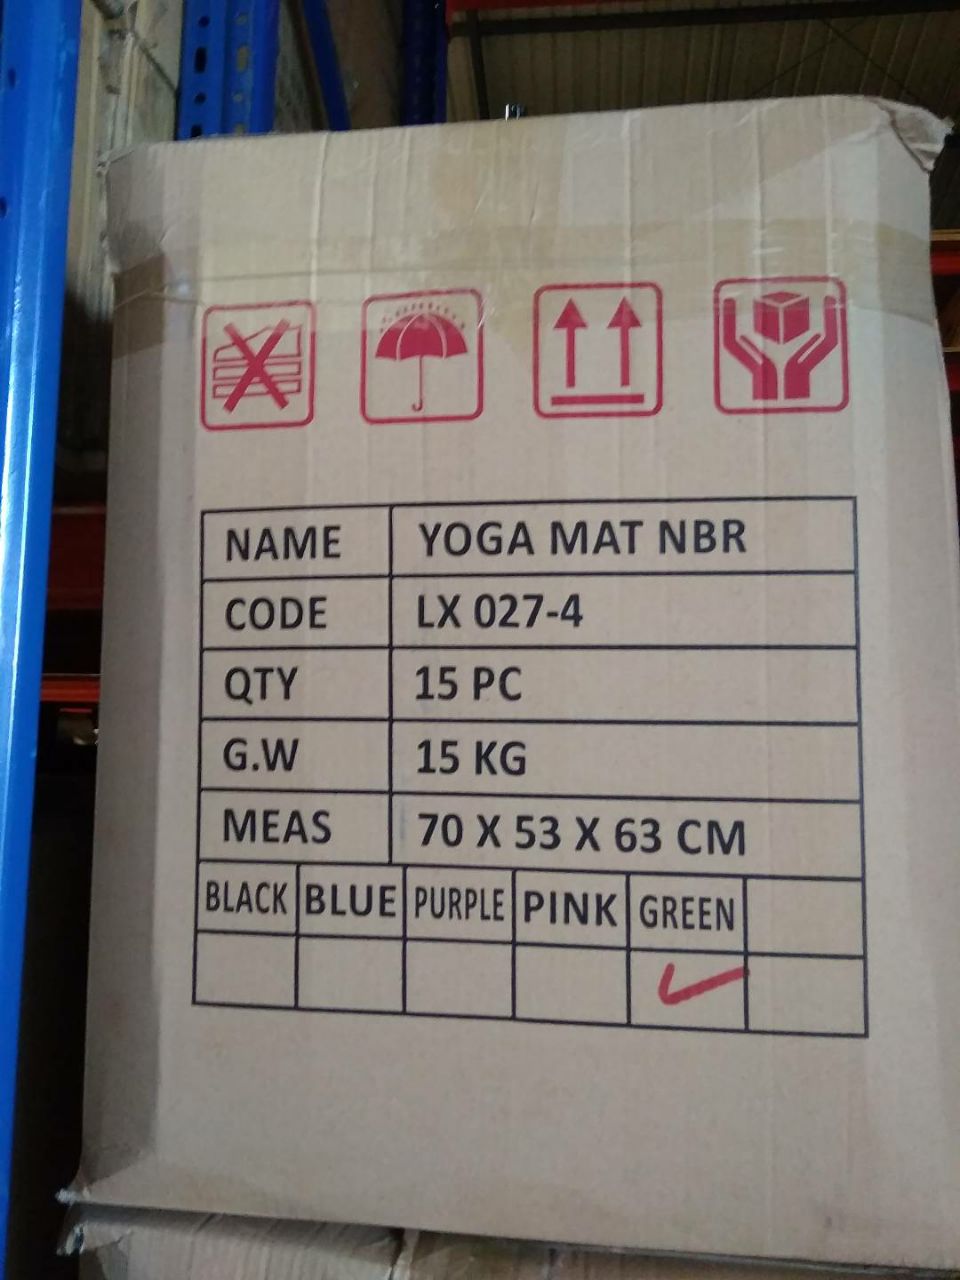 NAME YOGA MAT NBR
CODE LX 027-4
QTY 15 PC
G.W 15 KG
MEAS 70 X 53 X 63 CM
BLACK BLUE PURPLE PINK GREEN